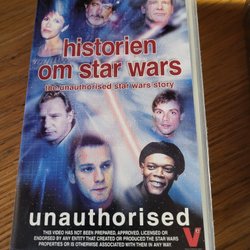 historien
om star wars
the unauthorised star wars story
unauthorised
V
THIS VIDEO HAS NOT BEEN PREPARED, APPROVED, LICENSED OR
ENDORSED BY ANY ENTITY THAT CREATED OR PRODUCED THE STAR WARS
PROPERTIES OR IS OTHERWISE ASSOCIATED WITH THEM IN ANY WAY.